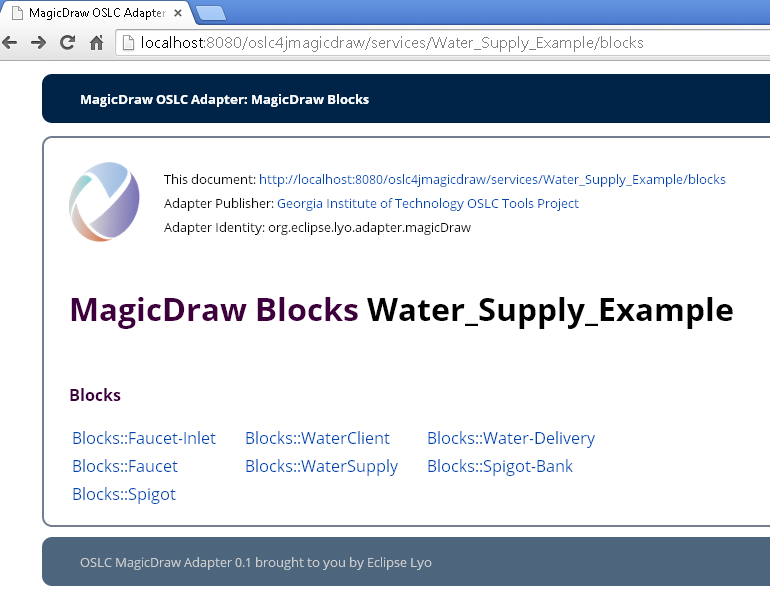 MagicDraw OSLC Adapter
localhost:8080/oslc4jmagicdraw/services/Water_Supply_Example/blocks
MagicDraw OSLC Adapter: MagicDraw Blocks
This document: http://localhost:8080/oslc4jmagicdraw/services/Water_Supply_Example/blocks
Adapter Publisher: Georgia Institute of Technology OSLC Tools Project
Adapter Identity: org.eclipse.lyo.adapter.magicDraw
MagicDraw Blocks Water_Supply_Example
Blocks
Blocks::Faucet-Inlet Blocks::WaterClient Blocks::Water-Delivery
Blocks::Faucet Blocks::WaterSupply Blocks::Spigot-Bank
Blocks::Spigot
OSLC MagicDraw Adapter 0.1 brought to you by Eclipse Lyo